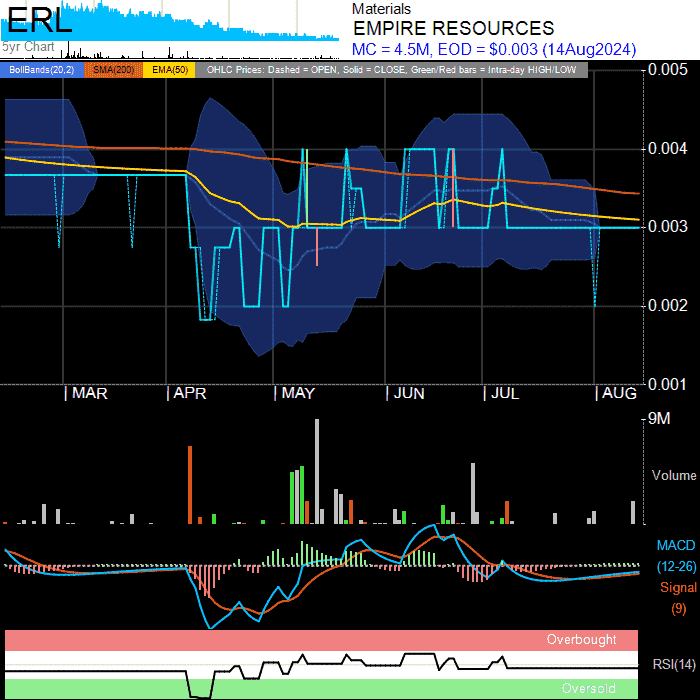 ERL
5yr Chart
Materials
EMPIRE RESOURCES
MC = 4.5M, EOD = $0.003 (14Aug2024)
BollBands(20,2) SMA(200) EMA(50) OHLC Prices: Dashed = OPEN, Solid = CLOSE, Green/Red bars = Intra-day HIGH/LOW
0.005
0.004
0.003
0.002
0.001
| MAR | APR | MAY | JUN | JUL | AUG
9M
Volume
MACD
(12-26)
Signal
(9)
Overbought
RSI(14)
Oversold